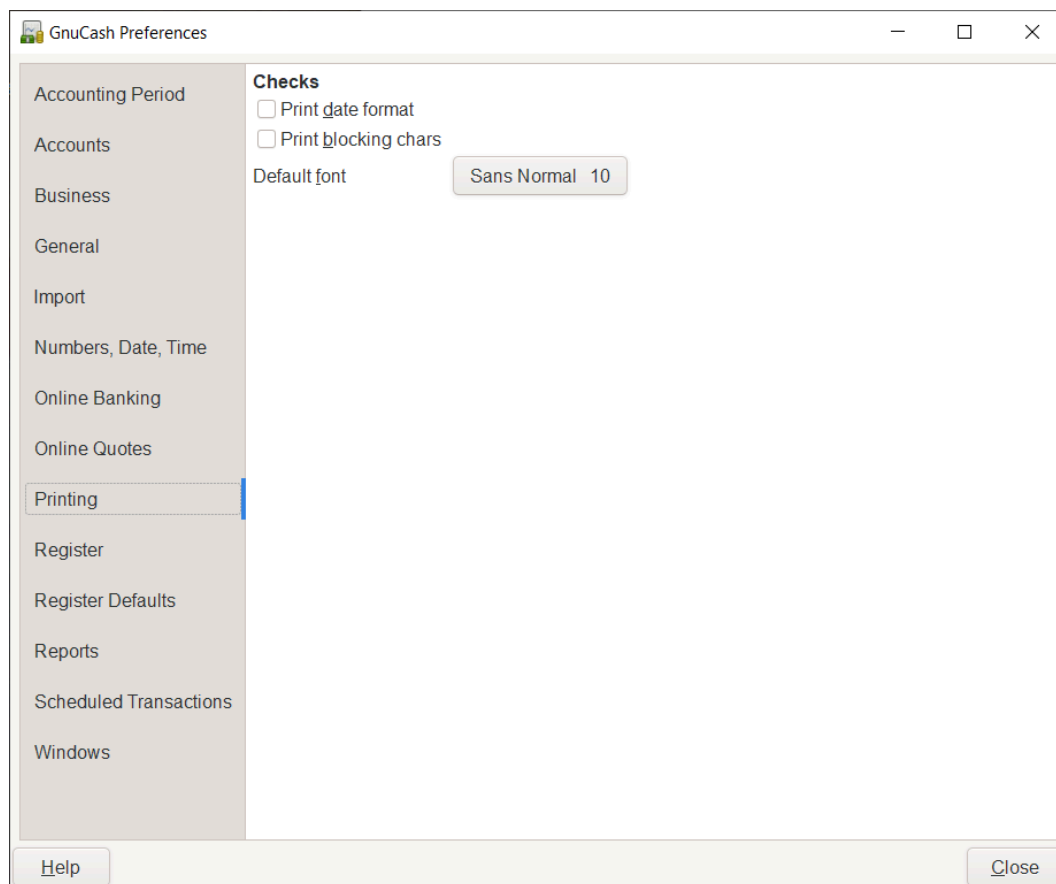 GnuCash Preferences
Accounting Period
Accounts
Business
General
Import
Numbers, Date, Time
Online Banking
Online Quotes
Printing
Register
Register Defaults
Reports
Scheduled Transactions
Windows
Checks
Print date format
Print blocking chars
Default font Sans Normal 10
Help Close